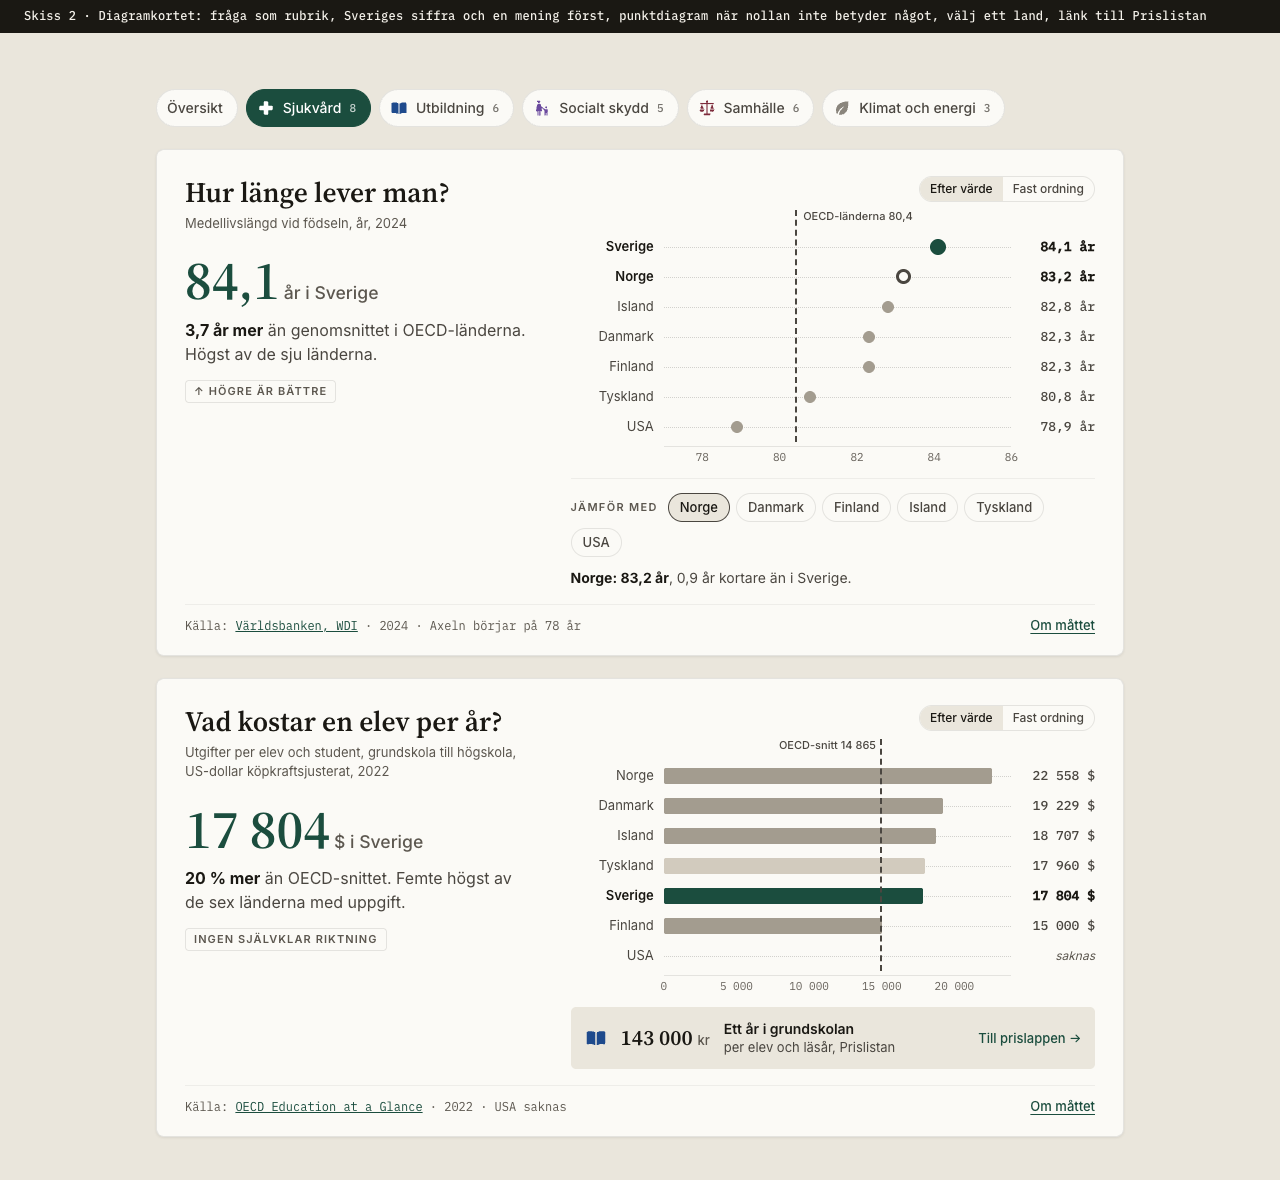 Skiss 2 · Diagramkortet: fråga som rubrik, Sveriges siffra och en mening först, punktdiagram när nollan inte betyder något, välj ett land, länk till Prislistan
Översikt
Sjukvård 8
Utbildning 6
Socialt skydd 5
Samhälle 6
Klimat och energi 3
Hur länge lever man?
Medellivslängd vid födseln, år, 2024
84,1 år i Sverige
3,7 år mer än genomsnittet i OECD-länderna.
Högst av de sju länderna.
↑ HÖGRE ÄR BÄTTRE
Efter värde
Fast ordning
OECD-länderna 80,4
Sverige 84,1 år
Norge 83,2 år
Island 82,8 år
Danmark 82,3 år
Finland 82,3 år
Tyskland 80,8 år
USA 78,9 år
78 80 82 84 86
JÄMFÖR MED Norge Danmark Finland Island Tyskland
USA
Norge: 83,2 år, 0,9 år kortare än i Sverige.
Källa: Världsbanken, WDI · 2024 · Axeln börjar på 78 år
Om måttet
Vad kostar en elev per år?
Utgifter per elev och student, grundskola till högskola,
US-dollar köpkraftsjusterat, 2022
17 804 $ i Sverige
20 % mer än OECD-snittet. Femte högst av
de sex länderna med uppgift.
INGEN SJÄLVKLAR RIKTNING
Efter värde
Fast ordning
OECD-snitt 14 865
Norge 22 558 $
Danmark 19 229 $
Island 18 707 $
Tyskland 17 960 $
Sverige 17 804 $
Finland 15 000 $
USA saknas
0 5 000 10 000 15 000 20 000
143 000 kr
Ett år i grundskolan
per elev och läsår, Prislistan
Till prislappen →
Källa: OECD Education at a Glance · 2022 · USA saknas
Om måttet